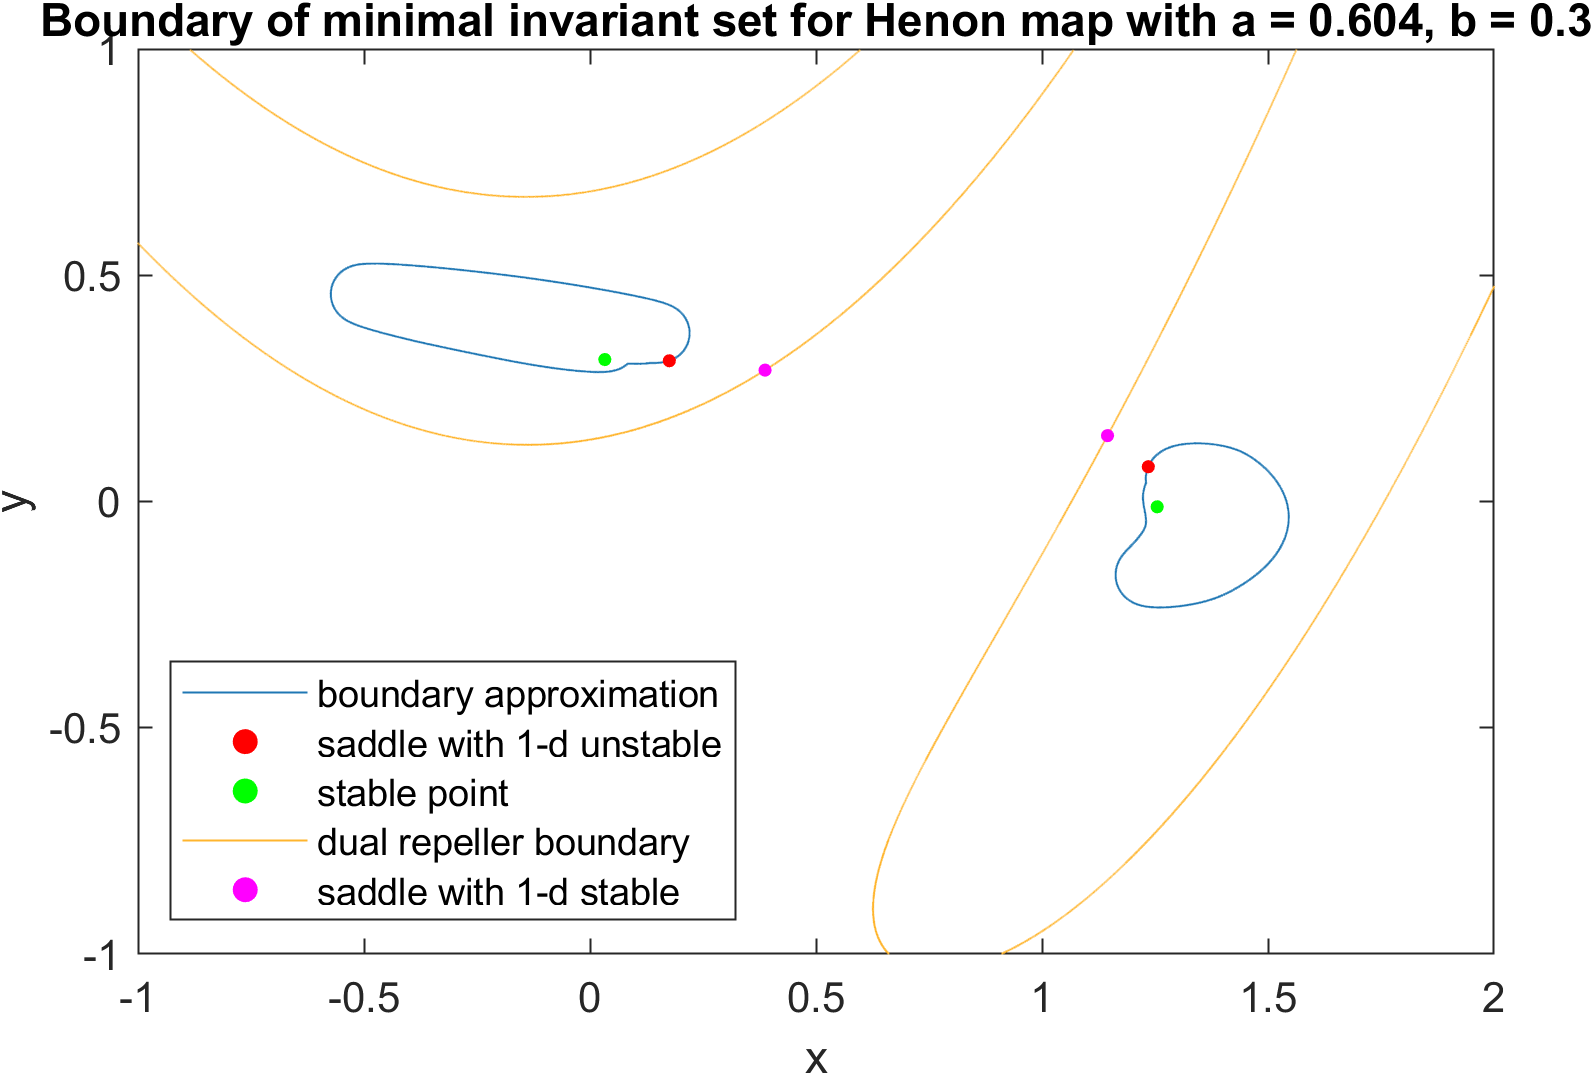 Boundary of minimal invariant set for Henon map with a = 0.604, b = 0.3
1
0.5
0
-0.5
-1
y
boundary approximation
saddle with 1-d unstable
stable point
dual repeller boundary
saddle with 1-d stable
-1 -0.5 0 0.5 1 1.5 2
x